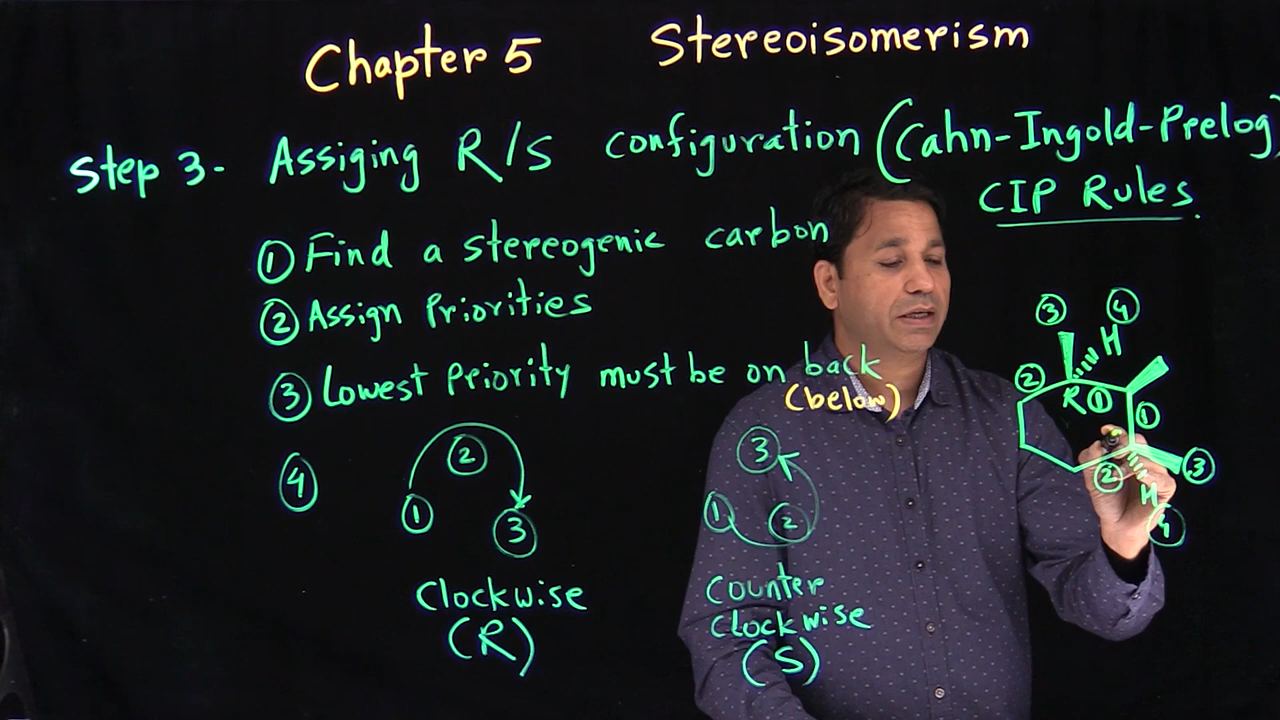 Chapter 5 Stereoisomerism
Step 3- Assiging R/S configuration (Cahn-Ingold-Prelog)
CIP Rules.
① Find a stereogenic carbon
② Assign Priorities
③ Lowest Priority must be on back
(below)
④
① ② ③
Clockwise
(R)
① ② ③
Counter
Clockwise
(S)
③ ④
H
②
R ①
①
② ③
H
④